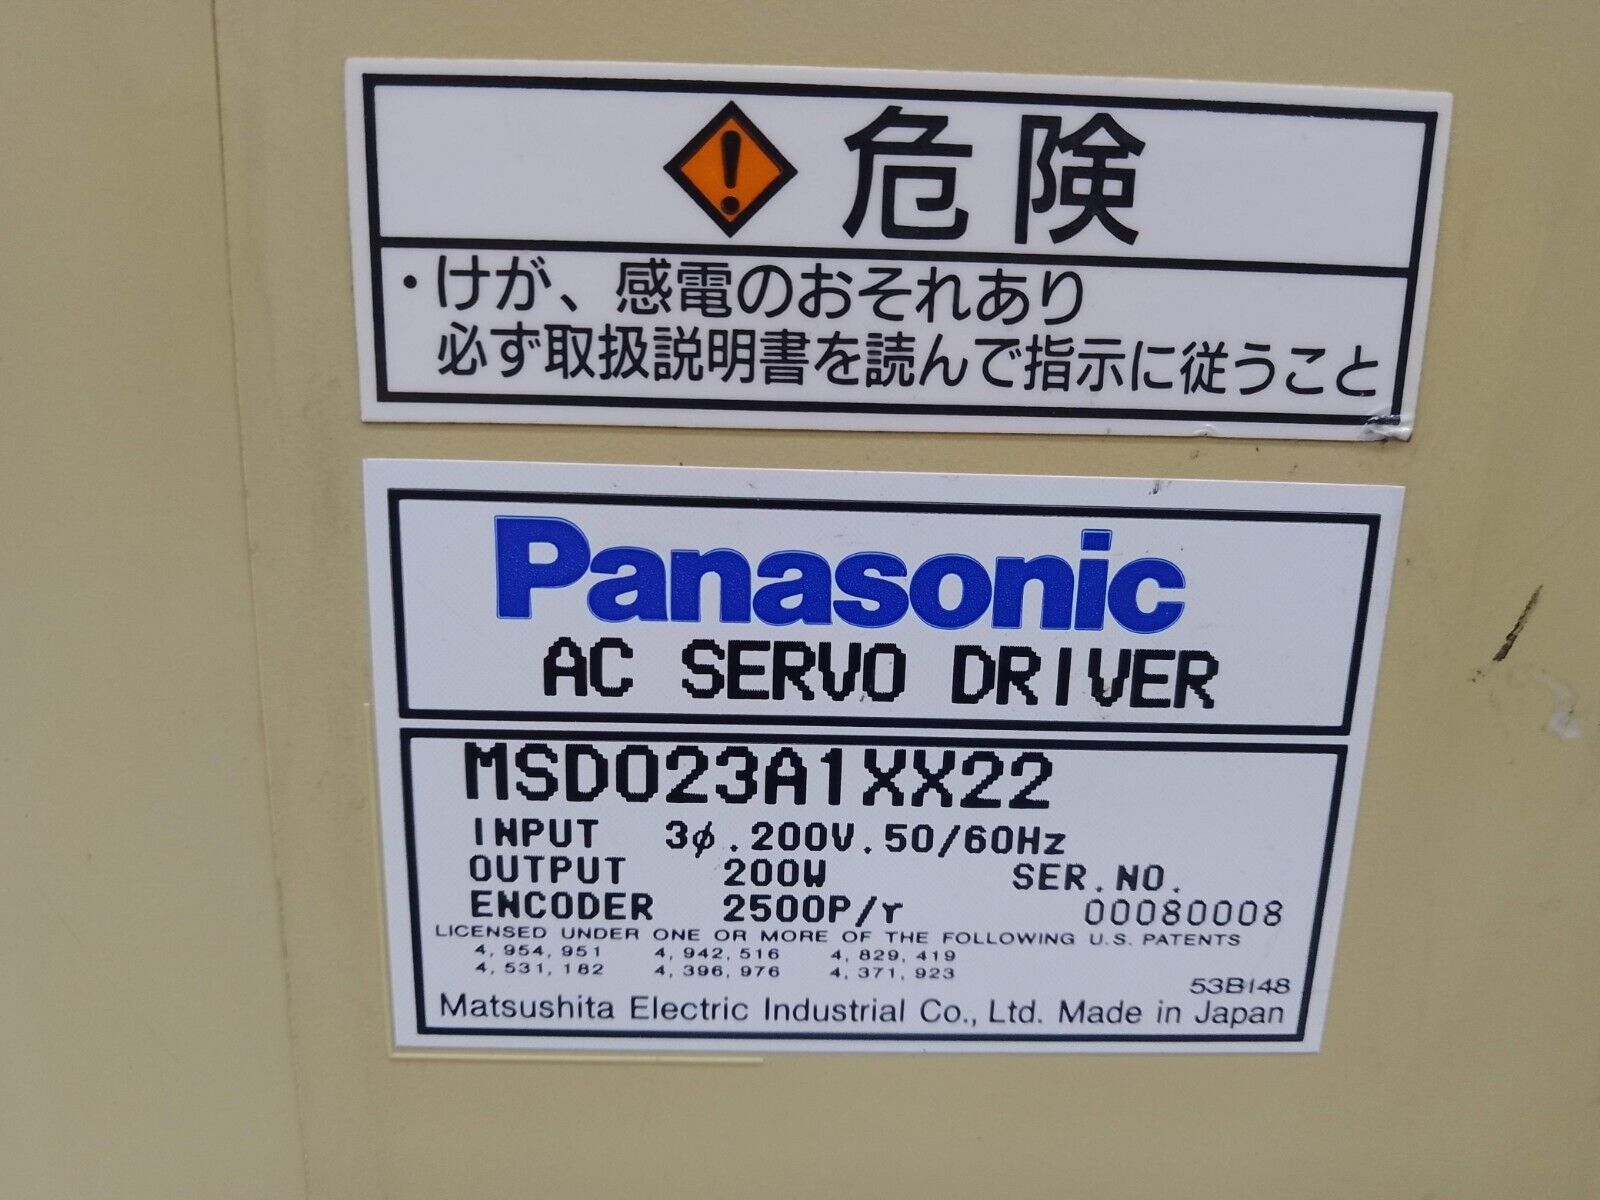 危険
・けが、感電のおそれあり
必ず取扱説明書を読んで指示に従うこと
Panasonic
AC SERVO DRIVER
MSD023A1XX22
INPUT 3φ.200V.50/60Hz
OUTPUT 200W SER.NO.
ENCODER 2500P/r 00080008
LICENSED UNDER ONE OR MORE OF THE FOLLOWING U.S. PATENTS
4, 954, 951 4, 942, 516 4, 829, 419
4, 531, 182 4, 396, 976 4, 371, 923
53B148
Matsushita Electric Industrial Co., Ltd. Made in Japan